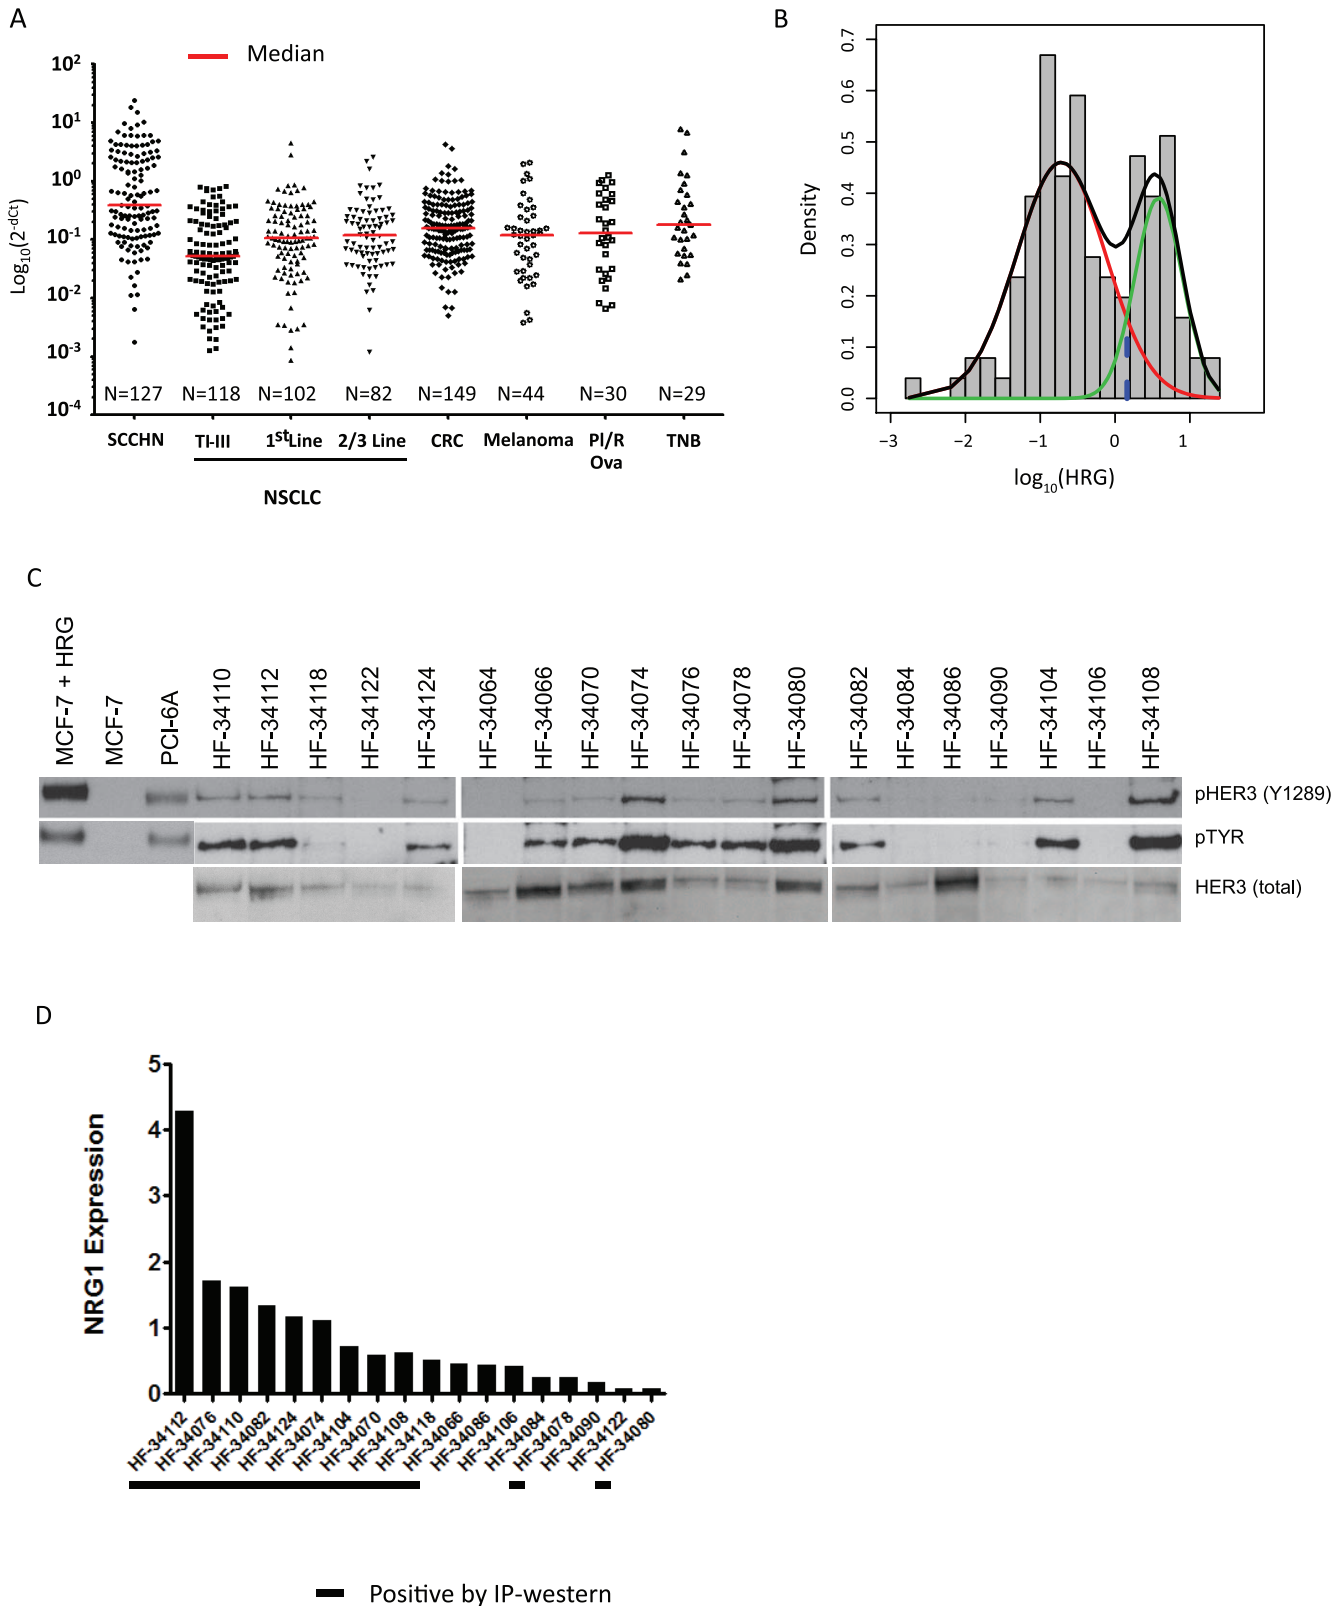 A
Median
10²
10¹
10⁰
10⁻¹
10⁻²
10⁻³
10⁻⁴
Log₁₀(2⁻ᵈᶜᵗ)
N=127 N=118 N=102 N=82 N=149 N=44 N=30 N=29
SCCHN TI-III 1ˢᵗLine 2/3 Line CRC Melanoma Pl/R Ova TNB
NSCLC
B
Density
0.7
0.6
0.5
0.4
0.3
0.2
0.1
0.0
−3 −2 −1 0 1
log₁₀(HRG)
C
MCF-7 + HRG
MCF-7
PCI-6A
HF-34110
HF-34112
HF-34118
HF-34122
HF-34124
HF-34064
HF-34066
HF-34070
HF-34074
HF-34076
HF-34078
HF-34080
HF-34082
HF-34084
HF-34086
HF-34090
HF-34104
HF-34106
HF-34108
pHER3 (Y1289)
pTYR
HER3 (total)
D
NRG1 Expression
5
4
3
2
1
0
HF-34112
HF-34076
HF-34110
HF-34082
HF-34124
HF-34074
HF-34104
HF-34070
HF-34108
HF-34118
HF-34066
HF-34086
HF-34106
HF-34084
HF-34078
HF-34090
HF-34122
HF-34080
Positive by IP-western